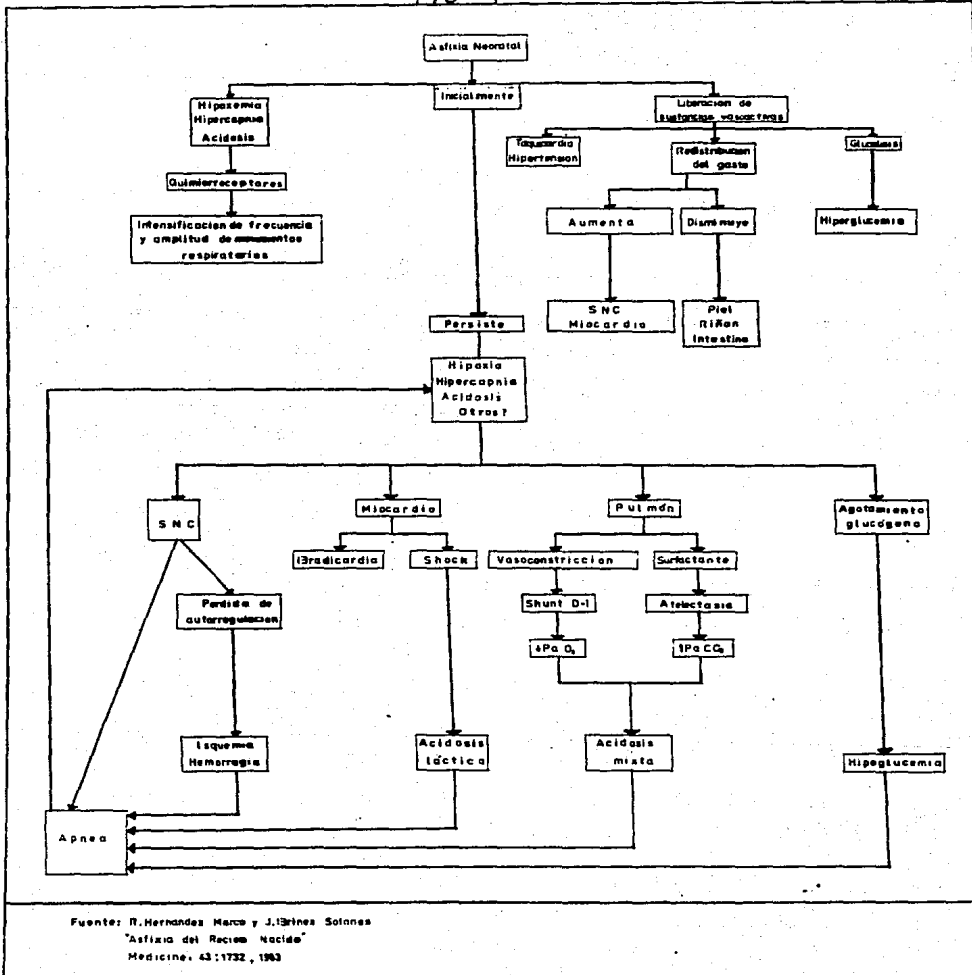 Asfixia Neonatal
Inicialmente
Hipoxemia
Hipercapnia
Acidosis
Quimiorreceptores
Intensificacion de frecuencia
y amplitud de movimientos
respiratorios
Liberacion de
sustancias vasoactivas
Taquicardia
Hipertension
Redistribucion
del gasto
Glucolisis
Aumenta
Disminuye
Hiperglucemia
SNC
Miocardio
Piel
Riñon
Intestino
Persiste
Hipoxia
Hipercapnia
Acidosis
Otros?
SNC
Miocardio
Pulmón
Agotamiento
glucógeno
Bradicardia
Shock
Vasoconstriccion
Surfactante
Perdida de
autorregulacion
Shunt D-I
Atelectasia
Pa O₂
Pa CO₂
Isquemia
Hemorragia
Acidosis
láctica
Acidosis
mixta
Hipoglucemia
Apnea
Fuente: R. Hernandez Marco y J. Brines Solanes
"Asfixia del Recien Nacido"
Medicine. 43:1732, 1983